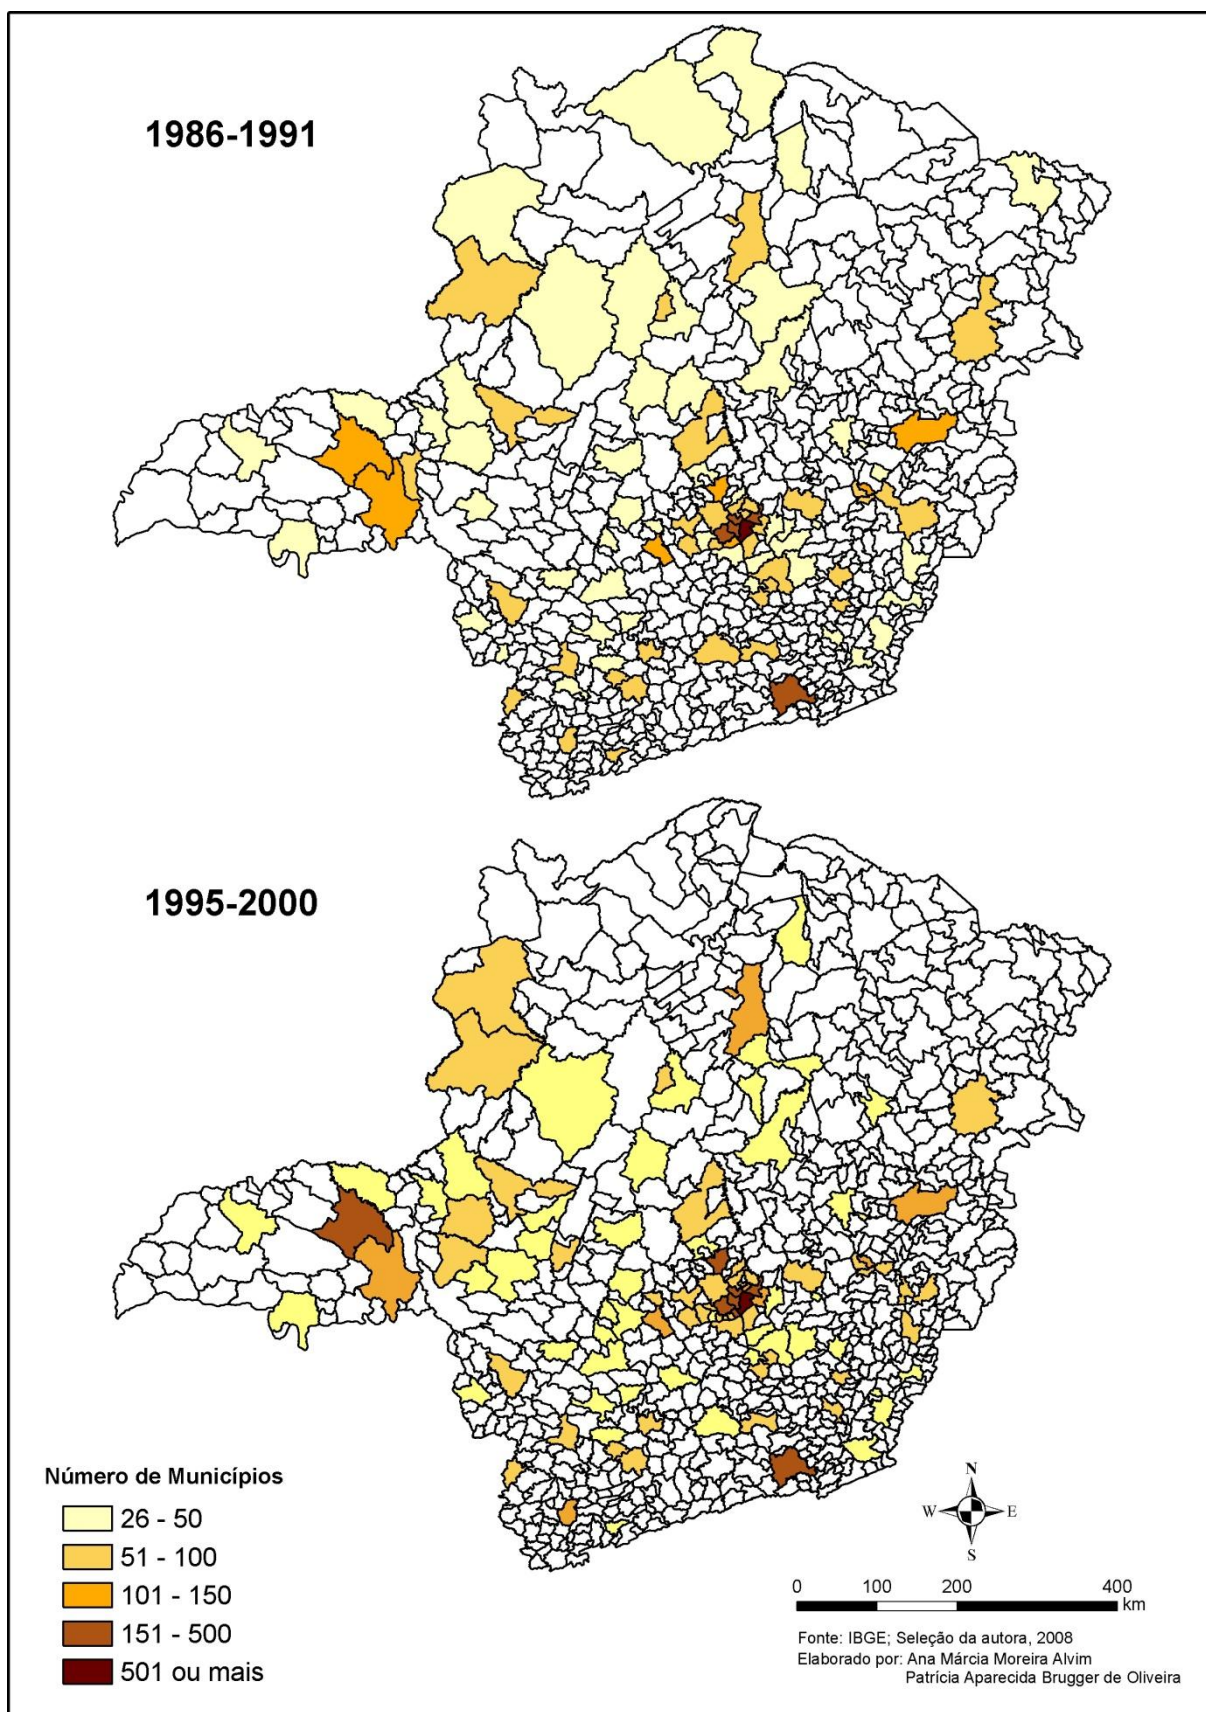 1986-1991
1995-2000
Número de Municípios
26 - 50
51 - 100
101 - 150
151 - 500
501 ou mais
N
W
E
S
0 100 200 400
km
Fonte: IBGE; Seleção da autora, 2008
Elaborado por: Ana Márcia Moreira Alvim
Patrícia Aparecida Brugger de Oliveira